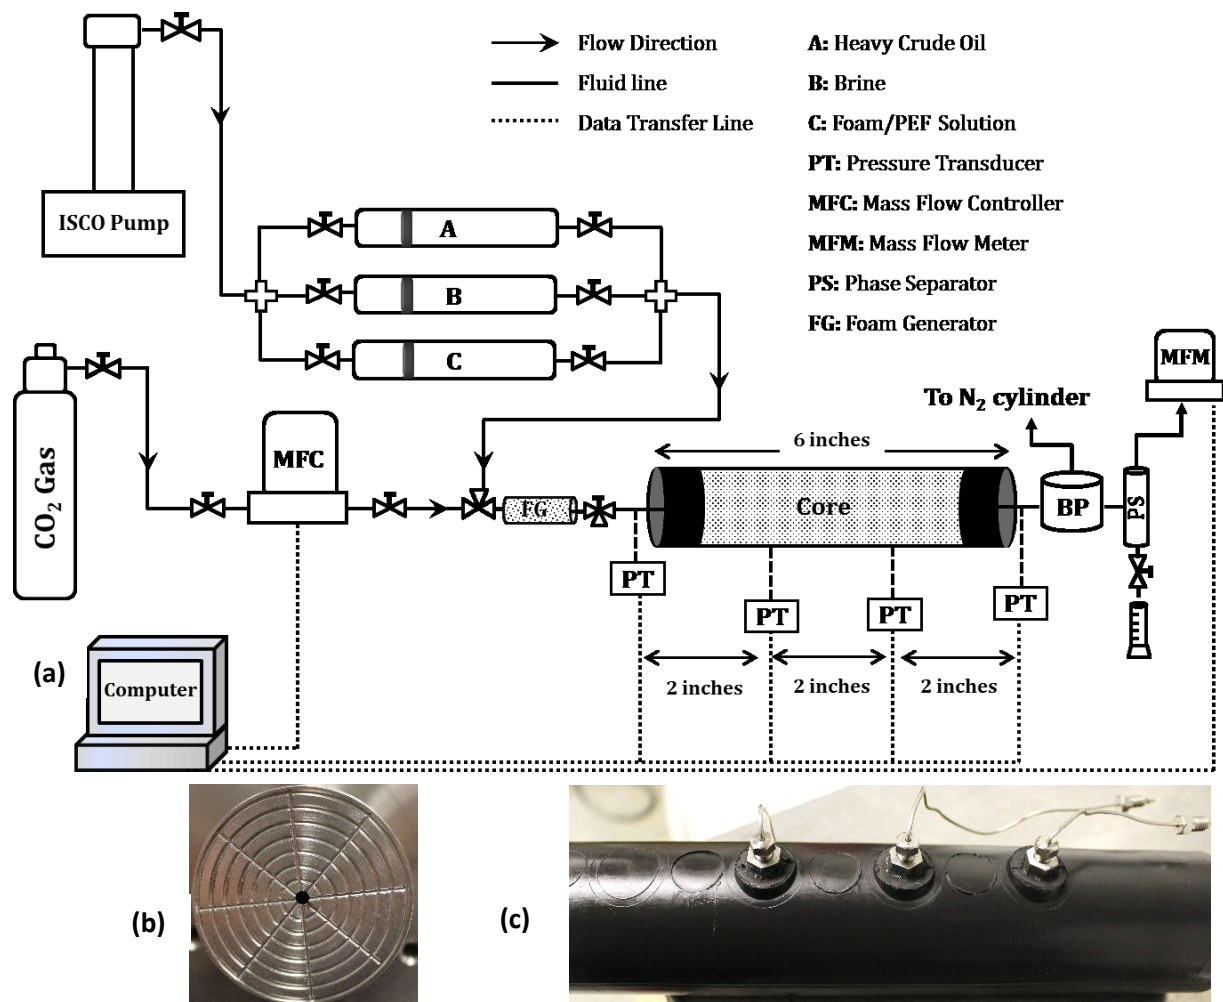 Flow Direction
Fluid line
Data Transfer Line
A: Heavy Crude Oil
B: Brine
C: Foam/PEF Solution
PT: Pressure Transducer
MFC: Mass Flow Controller
MFM: Mass Flow Meter
PS: Phase Separator
FG: Foam Generator
ISCO Pump
A
B
C
CO₂ Gas
MFC
FG
6 inches
Core
To N₂ cylinder
BP
PS
MFM
PT
PT
PT
PT
2 inches
2 inches
2 inches
Computer
(a)
(b)
(c)